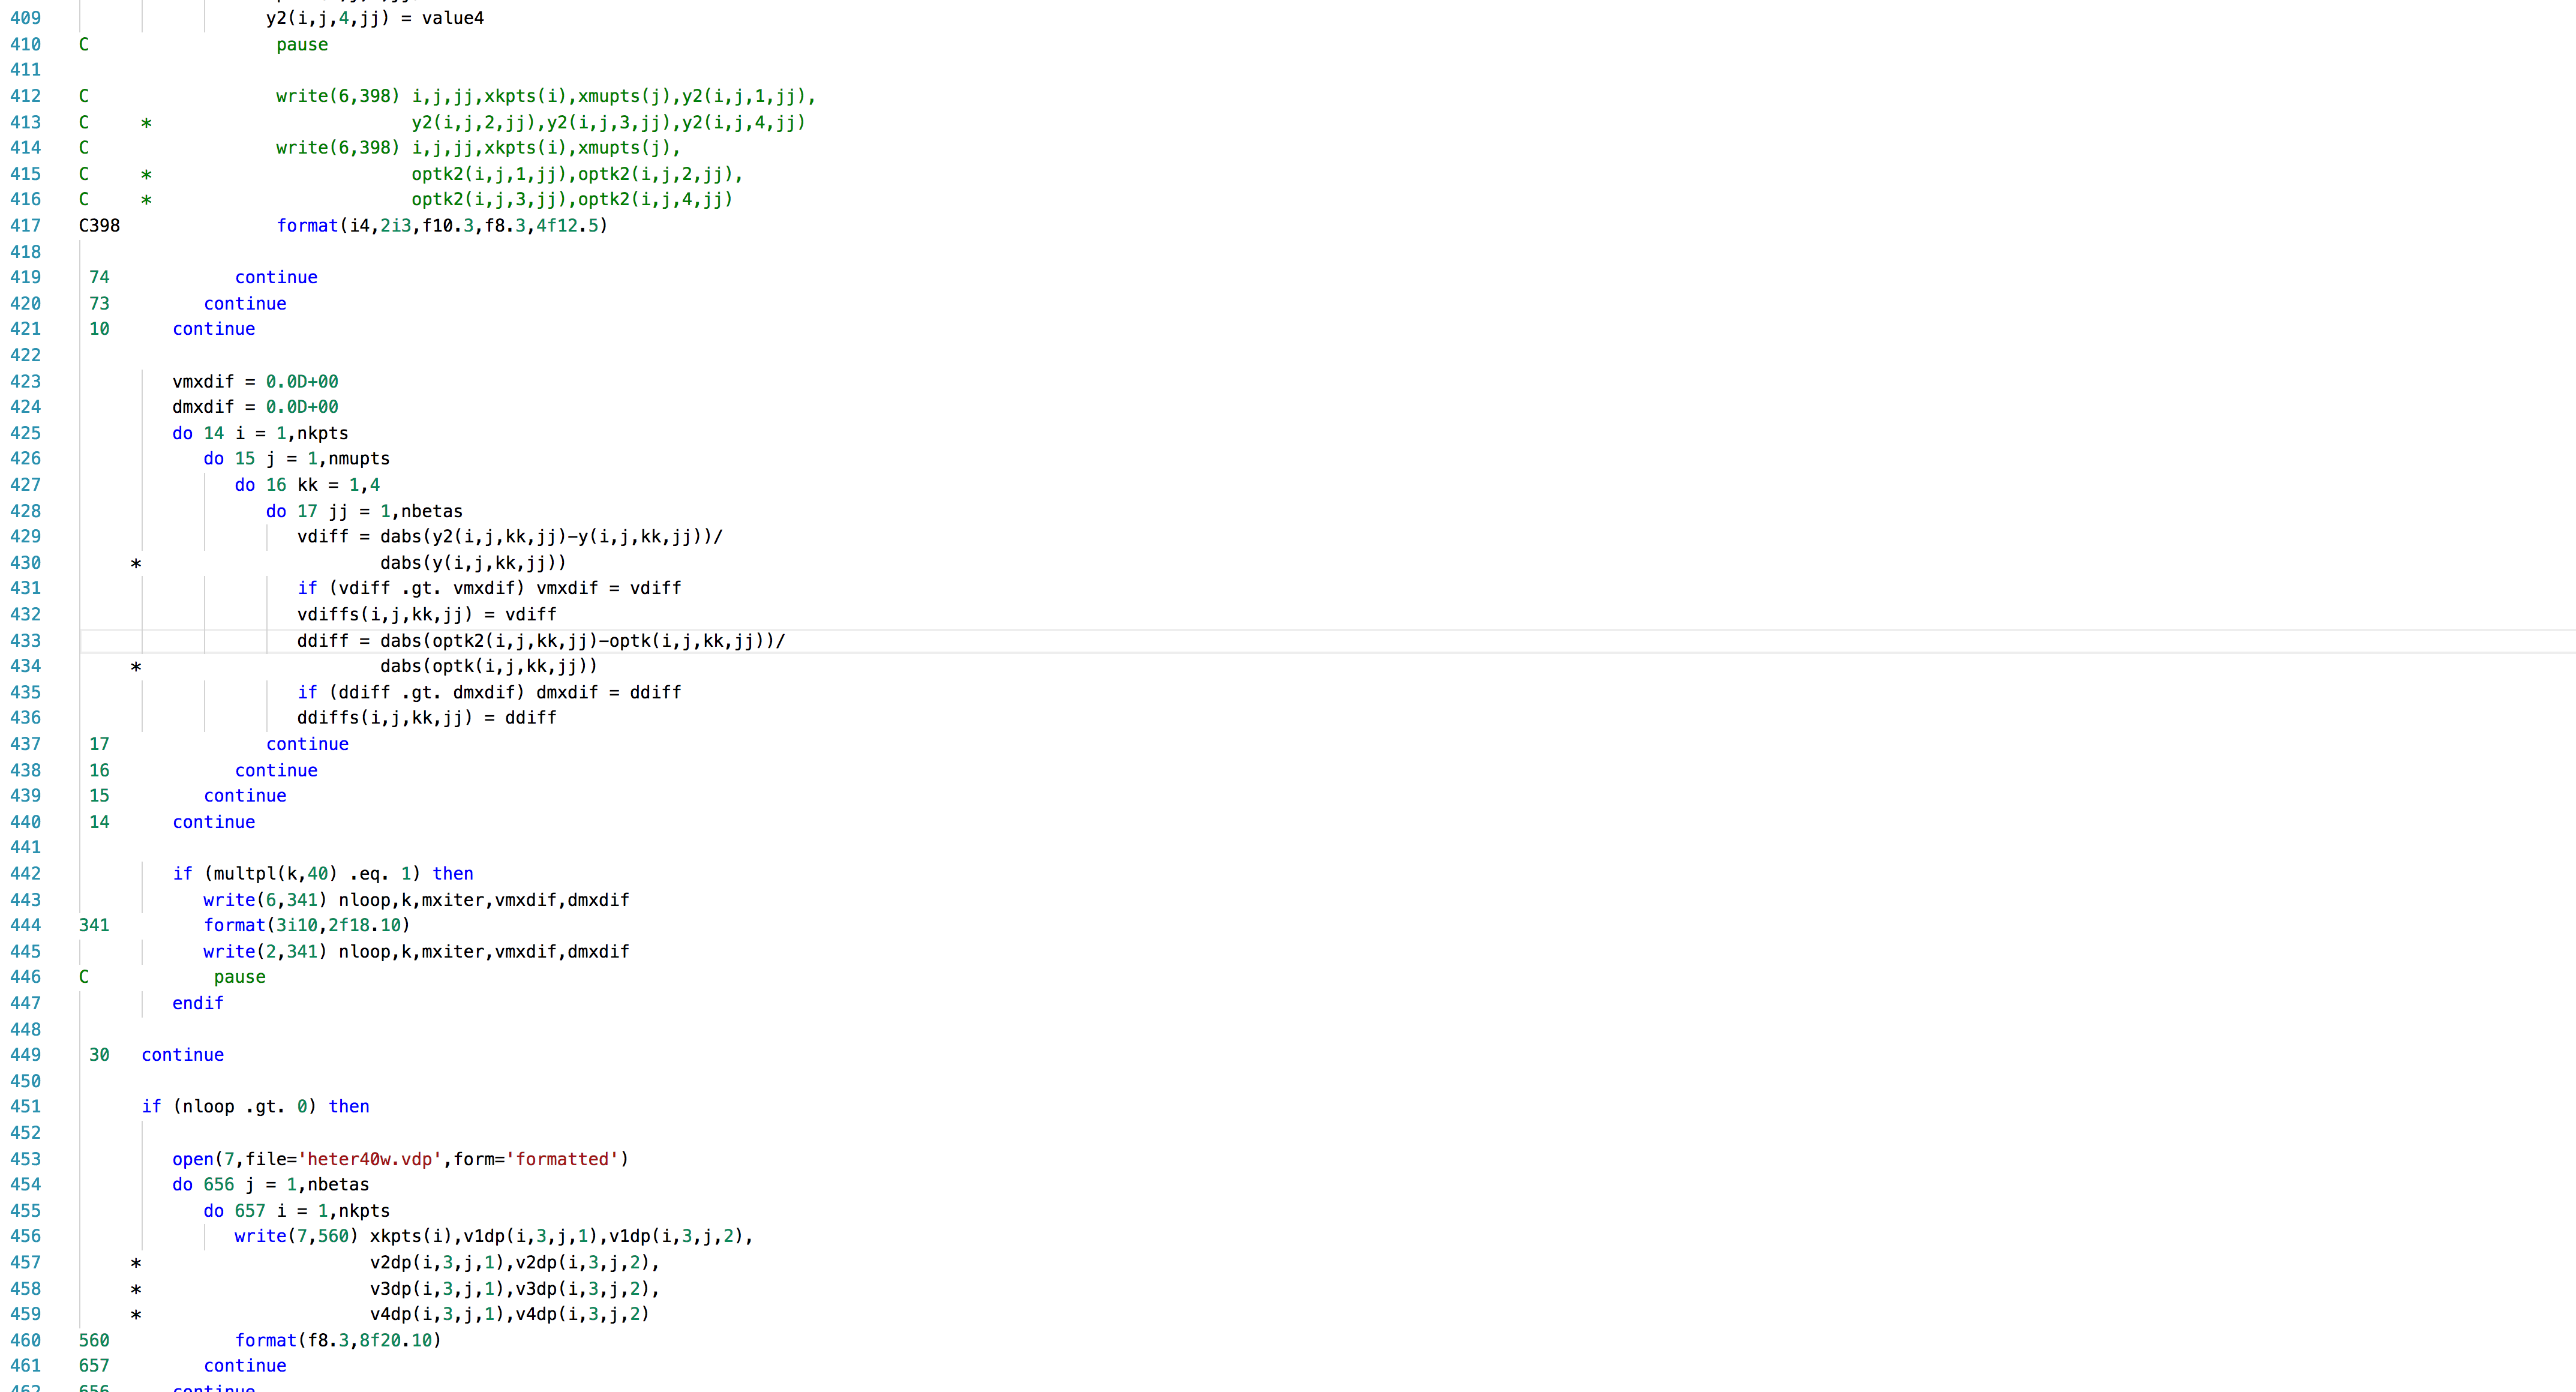 409 y2(i,j,4,jj) = value4
410 C pause
411
412 C write(6,398) i,j,jj,xkpts(i),xmupts(j),y2(i,j,1,jj),
413 C * y2(i,j,2,jj),y2(i,j,3,jj),y2(i,j,4,jj)
414 C write(6,398) i,j,jj,xkpts(i),xmupts(j),
415 C * optk2(i,j,1,jj),optk2(i,j,2,jj),
416 C * optk2(i,j,3,jj),optk2(i,j,4,jj)
417 C398 format(i4,2i3,f10.3,f8.3,4f12.5)
418
419 74 continue
420 73 continue
421 10 continue
422
423 vmxdif = 0.0D+00
424 dmxdif = 0.0D+00
425 do 14 i = 1,nkpts
426 do 15 j = 1,nmupts
427 do 16 kk = 1,4
428 do 17 jj = 1,nbetas
429 vdiff = dabs(y2(i,j,kk,jj)-y(i,j,kk,jj))/
430 * dabs(y(i,j,kk,jj))
431 if (vdiff .gt. vmxdif) vmxdif = vdiff
432 vdiffs(i,j,kk,jj) = vdiff
433 ddiff = dabs(optk2(i,j,kk,jj)-optk(i,j,kk,jj))/
434 * dabs(optk(i,j,kk,jj))
435 if (ddiff .gt. dmxdif) dmxdif = ddiff
436 ddiffs(i,j,kk,jj) = ddiff
437 17 continue
438 16 continue
439 15 continue
440 14 continue
441
442 if (multpl(k,40) .eq. 1) then
443 write(6,341) nloop,k,mxiter,vmxdif,dmxdif
444 341 format(3i10,2f18.10)
445 write(2,341) nloop,k,mxiter,vmxdif,dmxdif
446 C pause
447 endif
448
449 30 continue
450
451 if (nloop .gt. 0) then
452
453 open(7,file='heter40w.vdp',form='formatted')
454 do 656 j = 1,nbetas
455 do 657 i = 1,nkpts
456 write(7,560) xkpts(i),v1dp(i,3,j,1),v1dp(i,3,j,2),
457 * v2dp(i,3,j,1),v2dp(i,3,j,2),
458 * v3dp(i,3,j,1),v3dp(i,3,j,2),
459 * v4dp(i,3,j,1),v4dp(i,3,j,2)
460 560 format(f8.3,8f20.10)
461 657 continue
462 656 continue